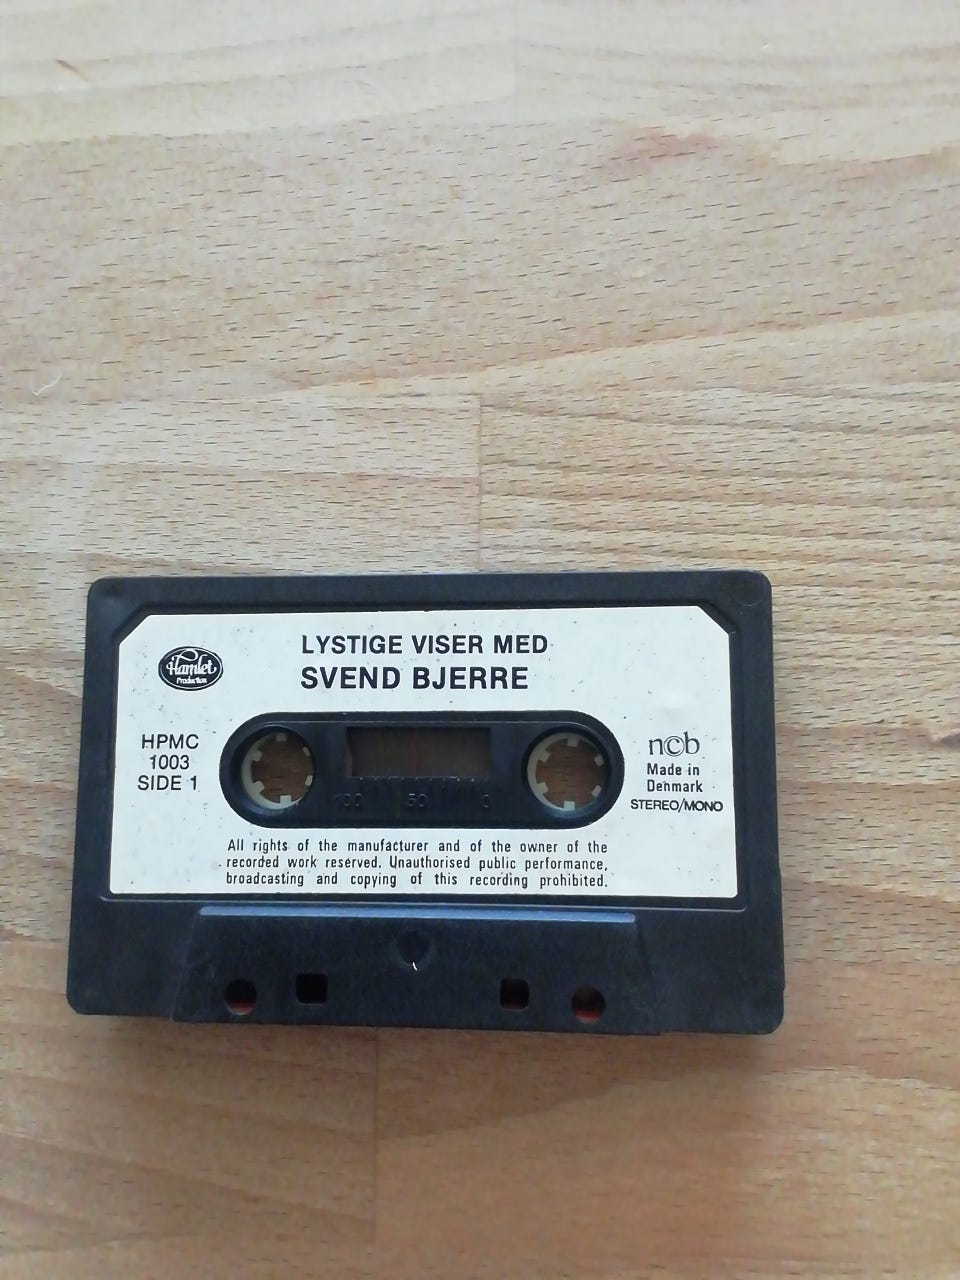 LYSTIGE VISER MED
SVEND BJERRE
Hamlet
Production
HPMC
1003
SIDE 1
100 50 0
ncb
Made in
Denmark
STEREO/MONO
All rights of the manufacturer and of the owner of the
recorded work reserved. Unauthorised public performance,
broadcasting and copying of this recording prohibited.